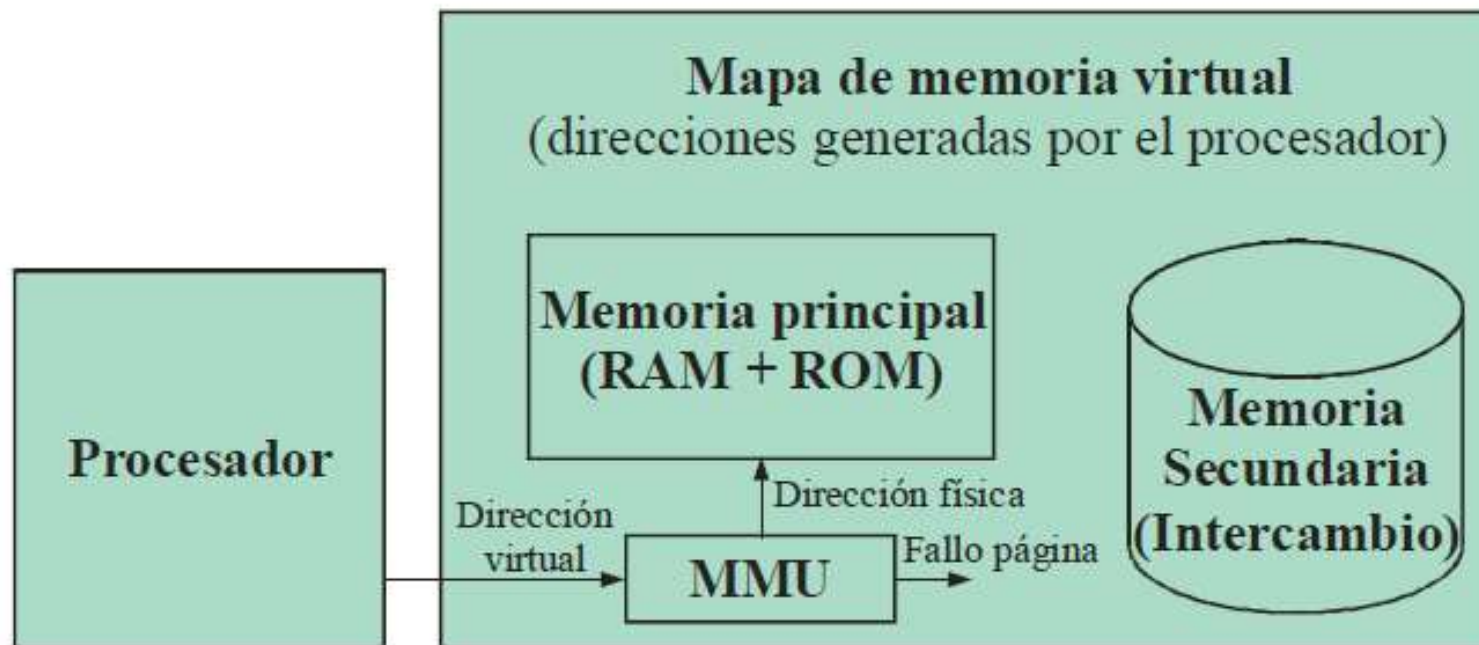 Mapa de memoria virtual
(direcciones generadas por el procesador)
Memoria principal
(RAM + ROM)
Procesador
Memoria
Secundaria
(Intercambio)
Dirección
virtual
Dirección física
MMU
Fallo página